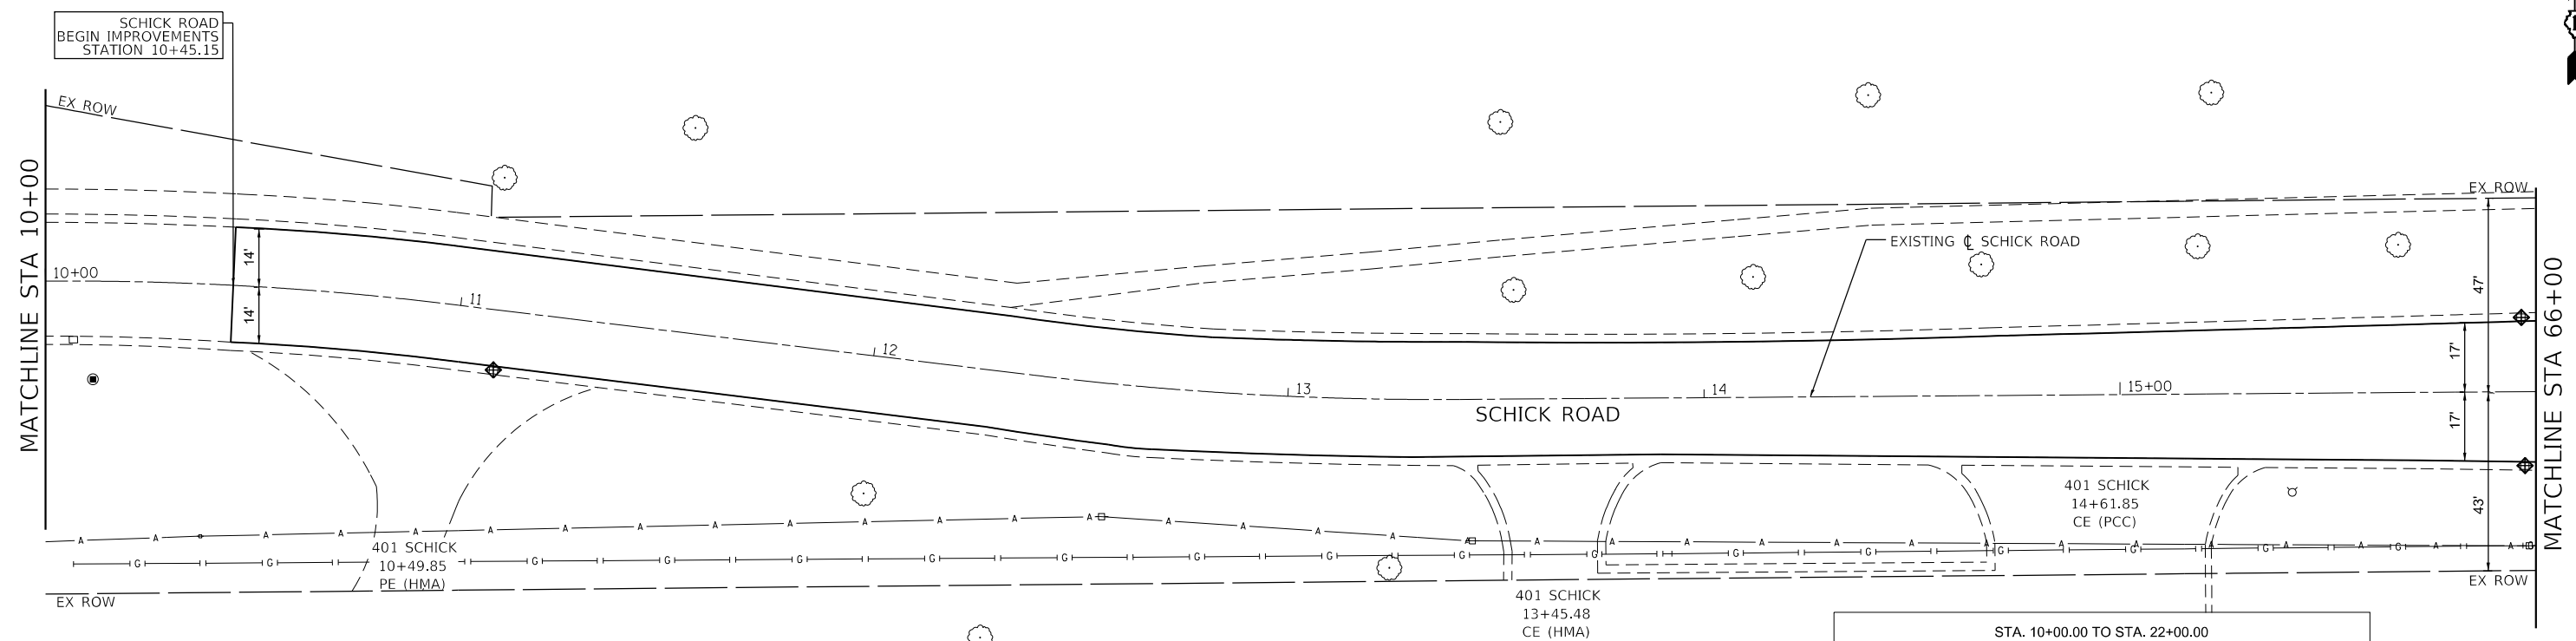 SCHICK ROAD
BEGIN IMPROVEMENTS
STATION 10+45.15
EX ROW
MATCHLINE STA 10+00
10+00
14'
14'
11
12
13
14
15+00
EXISTING ℄ SCHICK ROAD
SCHICK ROAD
EX ROW
47'
17'
17'
43'
MATCHLINE STA 66+00
401 SCHICK
14+61.85
CE (PCC)
A A A A A A A A A A A A A A A A A A A A A A A A A A A A A A A A A
401 SCHICK
10+49.85
PE (HMA)
G G G G G G G G G G G G G G G G G
EX ROW
EX ROW
401 SCHICK
13+45.48
CE (HMA)
STA. 10+00.00 TO STA. 22+00.00